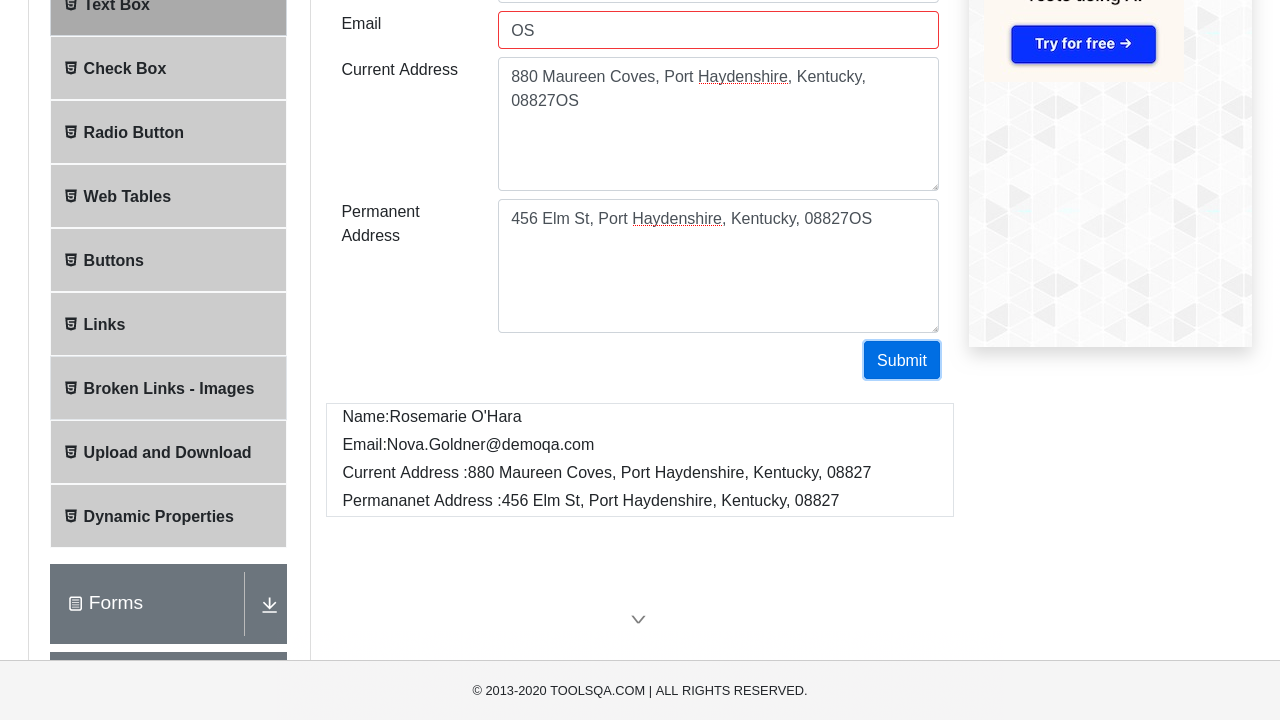 Text Box
Email
OS
Try for free →
Check Box
Current Address
880 Maureen Coves, Port Haydenshire, Kentucky,
08827OS
Radio Button
Web Tables
Permanent
Address
456 Elm St, Port Haydenshire, Kentucky, 08827OS
Buttons
Links
Submit
Broken Links - Images
Name:Rosemarie O'Hara
Email:Nova.Goldner@demoqa.com
Upload and Download
Current Address :880 Maureen Coves, Port Haydenshire, Kentucky, 08827
Permananet Address :456 Elm St, Port Haydenshire, Kentucky, 08827
Dynamic Properties
Forms
© 2013-2020 TOOLSQA.COM | ALL RIGHTS RESERVED.